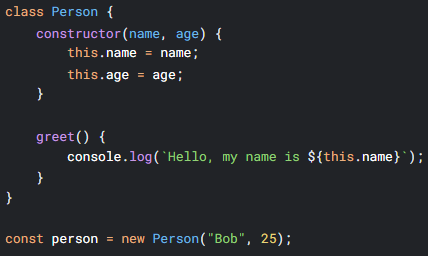 class Person {
    constructor(name, age) {
        this.name = name;
        this.age = age;
    }

    greet() {
        console.log(`Hello, my name is ${this.name}`);
    }
}

const person = new Person("Bob", 25);